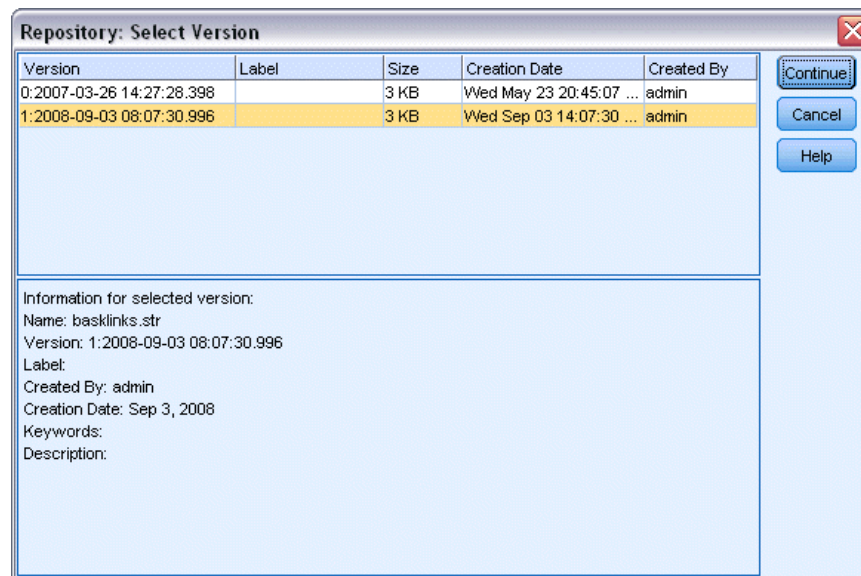 Repository: Select Version
Version Label Size Creation Date Created By
0:2007-03-26 14:27:28.398 3 KB Wed May 23 20:45:07 ... admin
1:2008-09-03 08:07:30.996 3 KB Wed Sep 03 14:07:30 ... admin
Continue
Cancel
Help
Information for selected version:
Name: basklinks.str
Version: 1:2008-09-03 08:07:30.996
Label:
Created By: admin
Creation Date: Sep 3, 2008
Keywords:
Description: